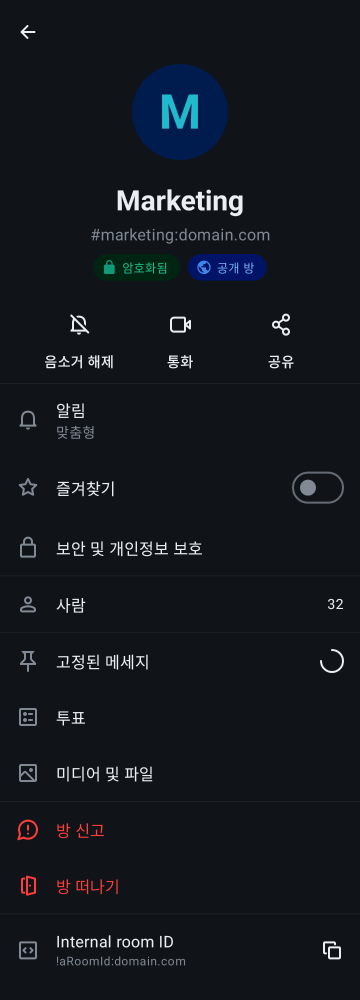 M
Marketing
#marketing:domain.com
암호화됨 공개 방
음소거 해제 통화 공유
알림
맞춤형
즐겨찾기
보안 및 개인정보 보호
사람 32
고정된 메세지
투표
미디어 및 파일
방 신고
방 떠나기
Internal room ID
!aRoomId:domain.com